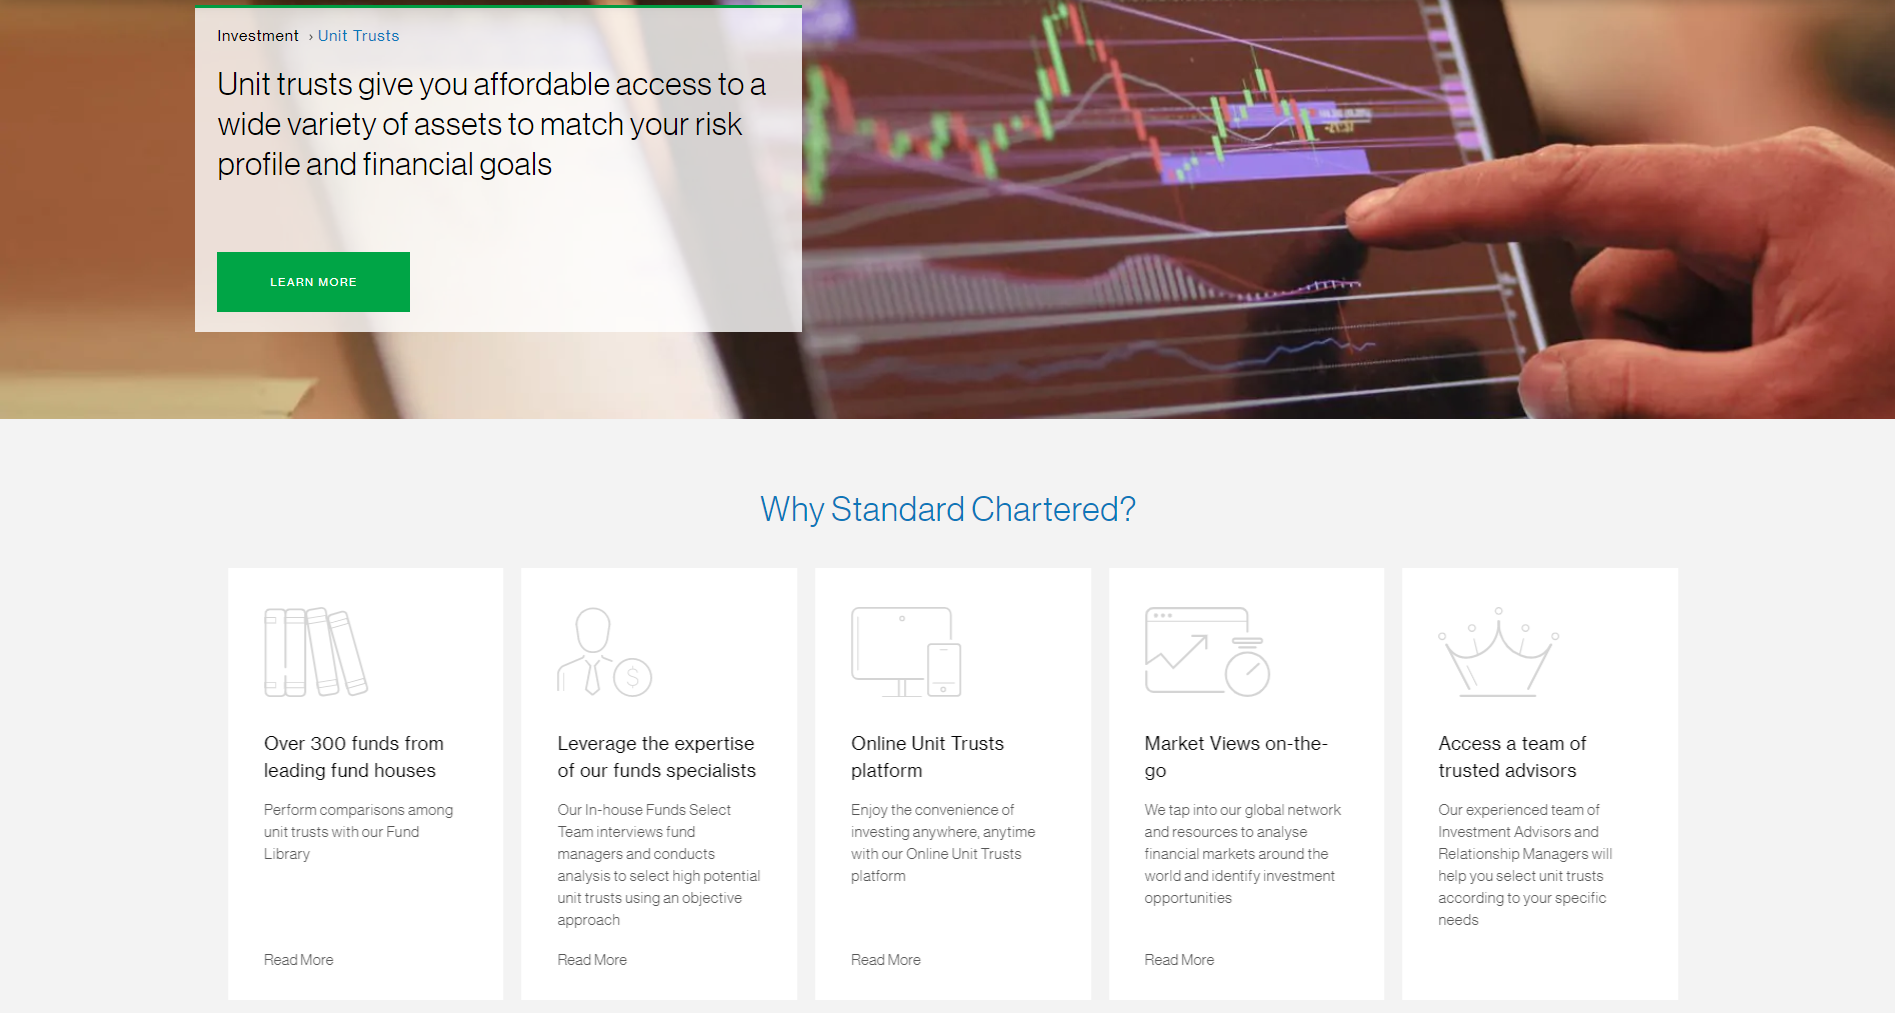 Investment › Unit Trusts
Unit trusts give you affordable access to a
wide variety of assets to match your risk
profile and financial goals
LEARN MORE
Why Standard Chartered?
Over 300 funds from
leading fund houses
Perform comparisons among
unit trusts with our Fund
Library
Read More
Leverage the expertise
of our funds specialists
Our In-house Funds Select
Team interviews fund
managers and conducts
analysis to select high potential
unit trusts using an objective
approach
Read More
Online Unit Trusts
platform
Enjoy the convenience of
investing anywhere, anytime
with our Online Unit Trusts
platform
Read More
Market Views on-the-
go
We tap into our global network
and resources to analyse
financial markets around the
world and identify investment
opportunities
Read More
Access a team of
trusted advisors
Our experienced team of
Investment Advisors and
Relationship Managers will
help you select unit trusts
according to your specific
needs